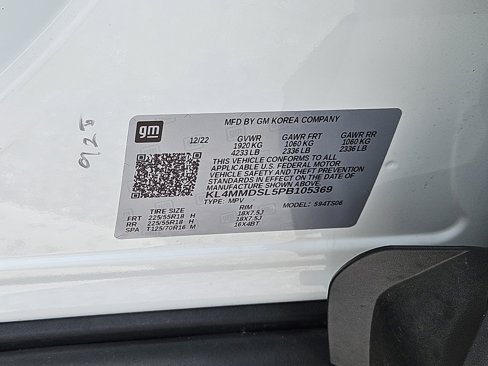 gm
MFD BY GM KOREA COMPANY
12/22 GVWR GAWR FRT GAWR RR
1920 KG 1060 KG 1060 KG
4233 LB 2336 LB 2336 LB
THIS VEHICLE CONFORMS TO ALL
APPLICABLE U.S. FEDERAL MOTOR
VEHICLE SAFETY AND THEFT PREVENTION
STANDARDS IN EFFECT ON THE DATE OF
MANUFACTURE SHOWN ABOVE.
KL4MMDSL5PB105369
TYPE: MPV MODEL: 594TS06
TIRE SIZE RIM
FRT 225/55R18 H 18X7.5J
RR 225/55R18 H 18X7.5J
SPA T125/70R16 M 16X4BT